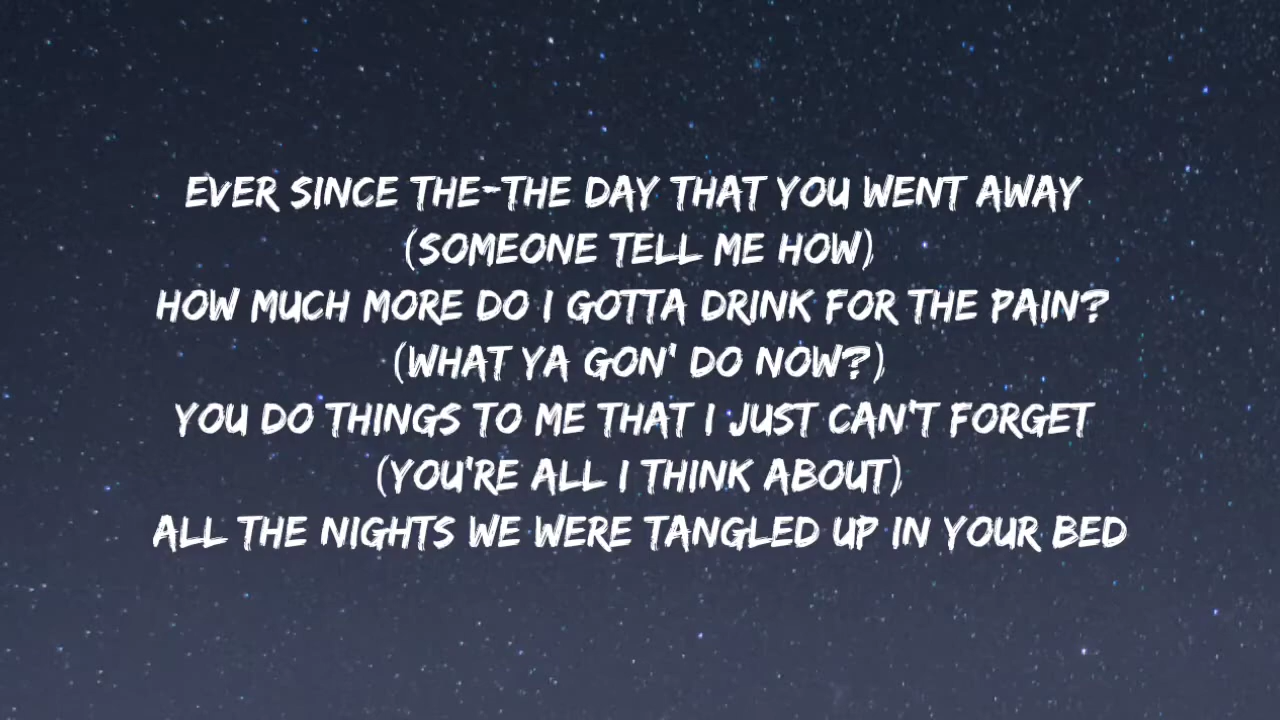 EVER SINCE THE-THE DAY THAT YOU WENT AWAY
(SOMEONE TELL ME HOW)
HOW MUCH MORE DO I GOTTA DRINK FOR THE PAIN?
(WHAT YA GON' DO NOW?)
YOU DO THINGS TO ME THAT I JUST CAN'T FORGET
(YOU'RE ALL I THINK ABOUT)
ALL THE NIGHTS WE WERE TANGLED UP IN YOUR BED